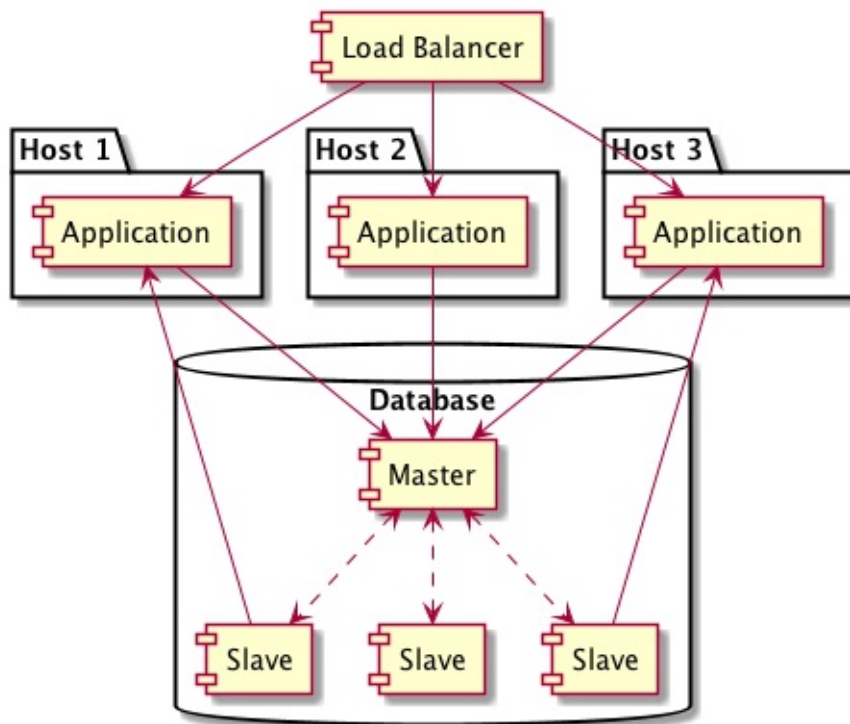 Load Balancer
Host 1
Host 2
Host 3
Application
Application
Application
Database
Master
Slave
Slave
Slave